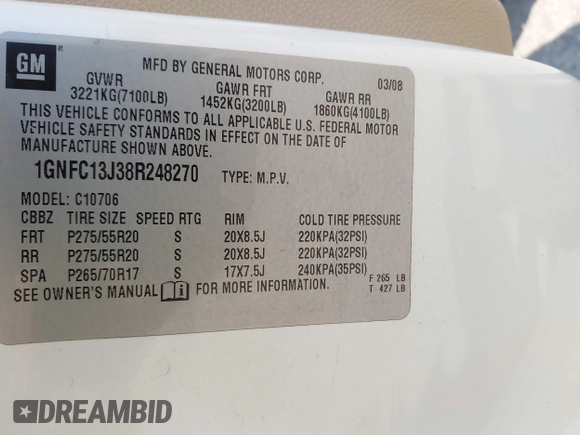 GM
MFD BY GENERAL MOTORS CORP.
03/08
GVWR GAWR FRT GAWR RR
3221KG(7100LB) 1452KG(3200LB) 1860KG(4100LB)
THIS VEHICLE CONFORMS TO ALL APPLICABLE U.S. FEDERAL MOTOR
VEHICLE SAFETY STANDARDS IN EFFECT ON THE DATE OF
MANUFACTURE SHOWN ABOVE.
1GNFC13J38R248270 TYPE: M.P.V.
MODEL: C10706
CBBZ TIRE SIZE SPEED RTG RIM COLD TIRE PRESSURE
FRT P275/55R20 S 20X8.5J 220KPA(32PSI)
RR P275/55R20 S 20X8.5J 220KPA(32PSI)
SPA P265/70R17 S 17X7.5J 240KPA(35PSI)
SEE OWNER'S MANUAL FOR MORE INFORMATION.
F 265 LB
T 427 LB
DREAMBID